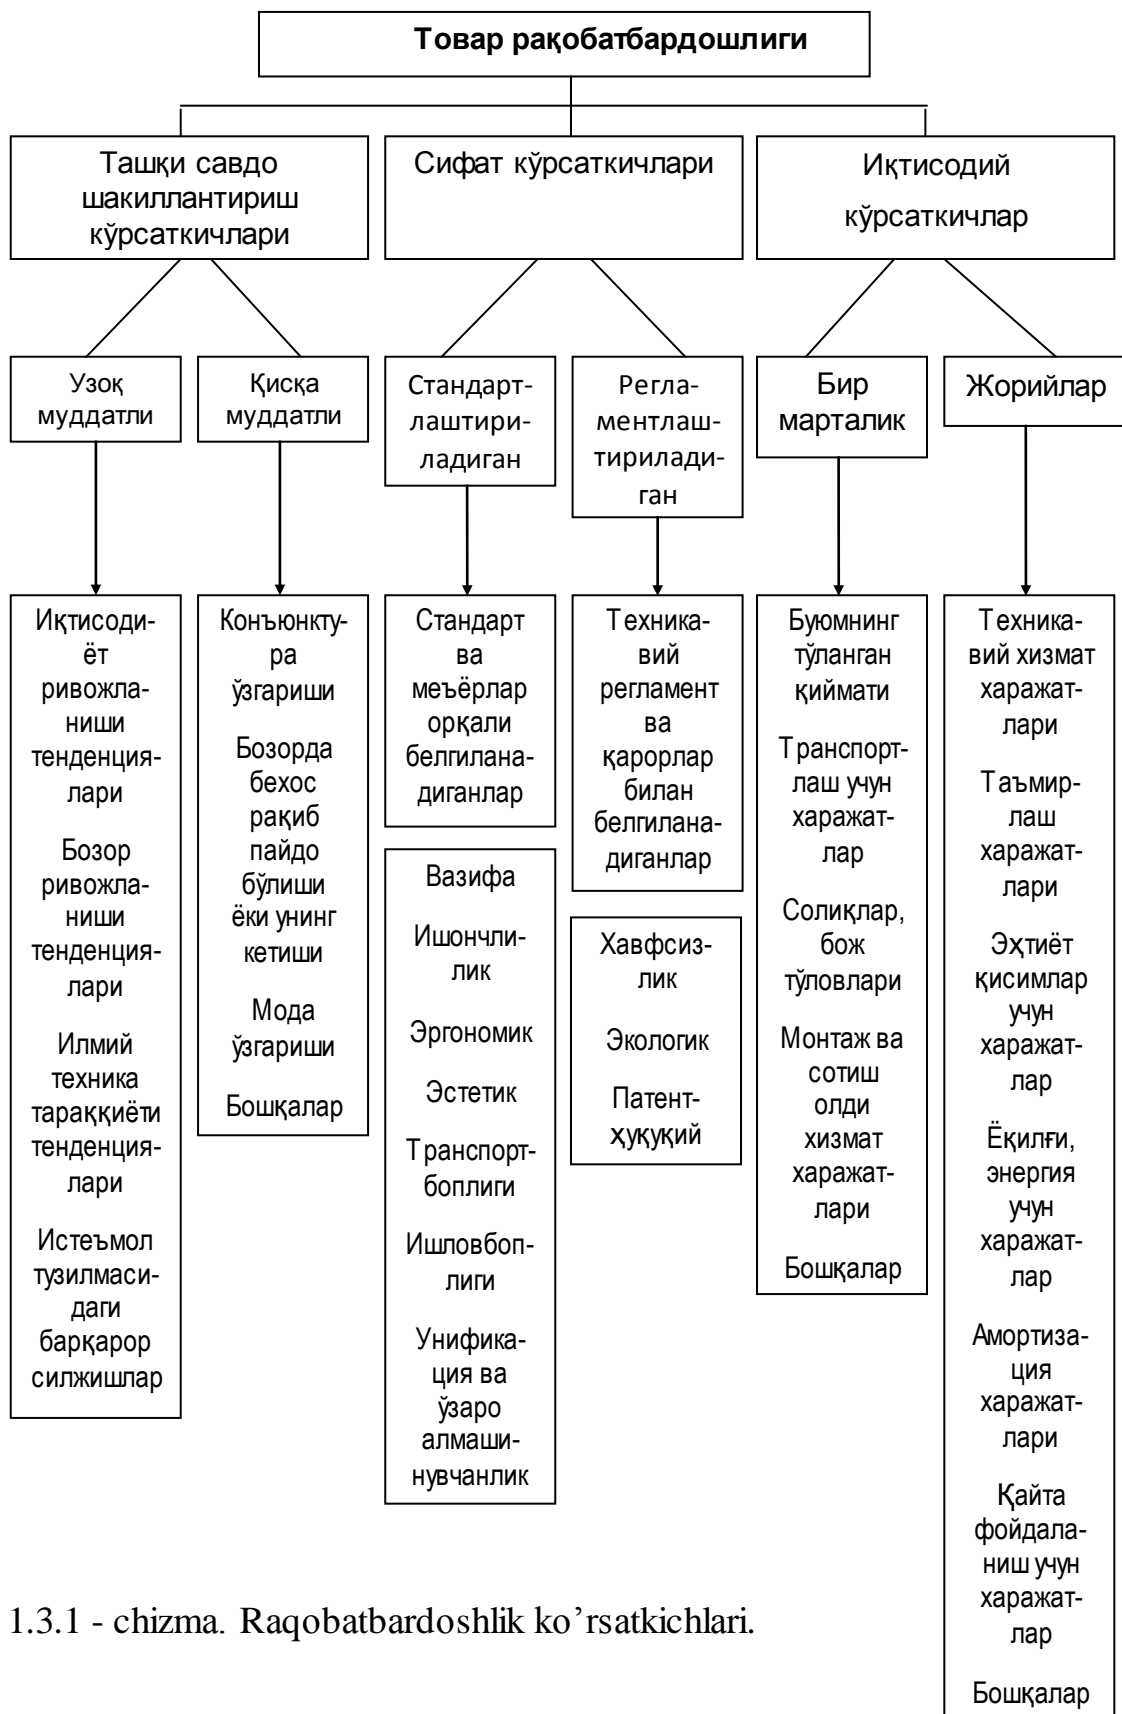 Товар рақобатбардошлиги
Ташқи савдо
шакиллантириш
кўрсаткичлари
Сифат кўрсаткичлари
Иқтисодий
кўрсаткичлар
Узоқ
муддатли
Қисқа
муддатли
Стандарт-
лаштири-
ладиган
Регла-
ментлаш-
тирилади-
ган
Бир
марталик
Жорийлар
Иқтисоди-
ёт
ривожла-
ниши
тенденция-
лари
Бозор
ривожла-
ниши
тенденция-
лари
Илмий
техника
тараққиёти
тенденция-
лари
Истеъмол
тузилмаси-
даги
барқарор
силжишлар
Конъюнкту-
ра
ўзгариши
Бозорда
бехос
рақиб
пайдо
бўлиши
ёки унинг
кетиши
Мода
ўзгариши
Бошқалар
Стандарт
ва
меъёрлар
орқали
белгилана-
диганлар
Вазифа
Ишончли-
лик
Эргономик
Эстетик
Транспорт-
боплиги
Ишловбоп-
лиги
Унифика-
ция ва
ўзаро
алмаши-
нувчанлик
Техника-
вий
регламент
ва
қарорлар
билан
белгилана-
диганлар
Хавфсиз-
лик
Экологик
Патент-
ҳуқуқий
Буюмнинг
тўланган
қиймати
Транспорт-
лаш учун
харажат-
лар
Солиқлар,
бож
тўловлари
Монтаж ва
сотиш
олди
хизмат
харажат-
лари
Бошқалар
Техника-
вий хизмат
харажат-
лари
Таъмир-
лаш
харажат-
лари
Эҳтиёт
қисимлар
учун
харажат-
лар
Ёқилғи,
энергия
учун
харажат-
лар
Амортиза-
ция
харажат-
лари
Қайта
фойдала-
ниш учун
харажат-
лар
Бошқалар
1.3.1 - chizma. Raqobatbardoshlik ko’rsatkichlari.